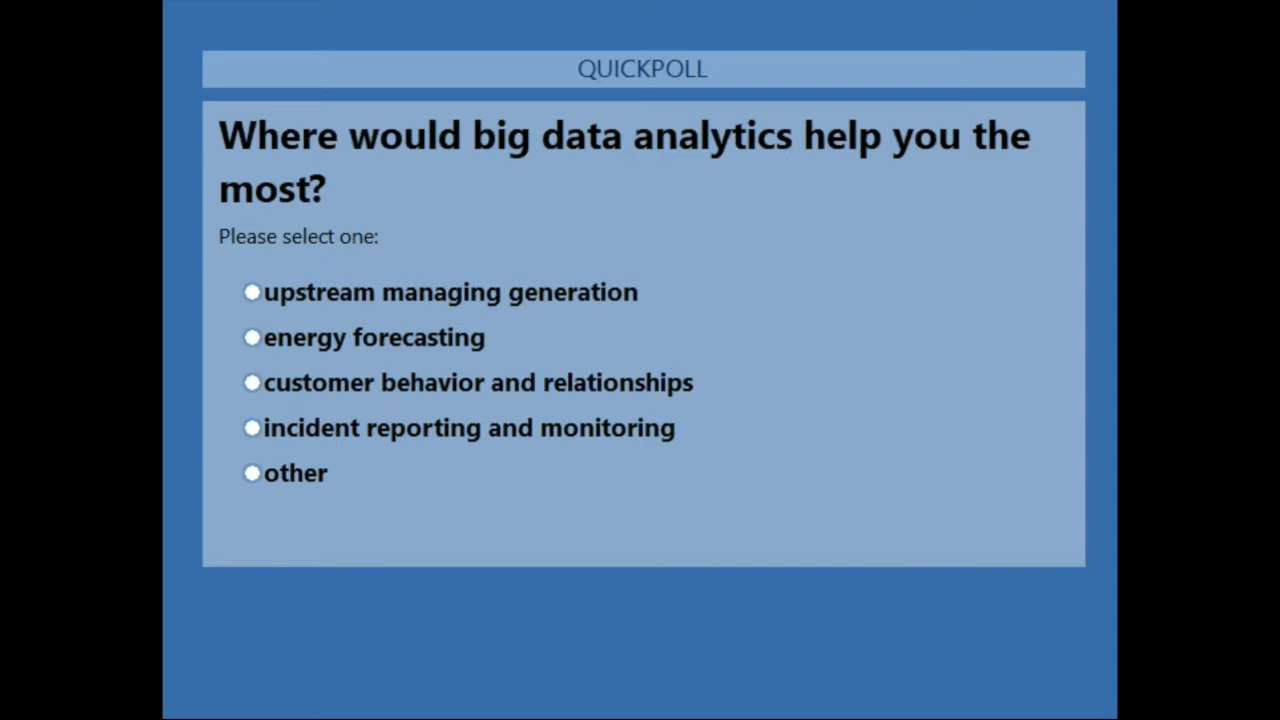 QUICKPOLL
Where would big data analytics help you the
most?
Please select one:
upstream managing generation
energy forecasting
customer behavior and relationships
incident reporting and monitoring
other